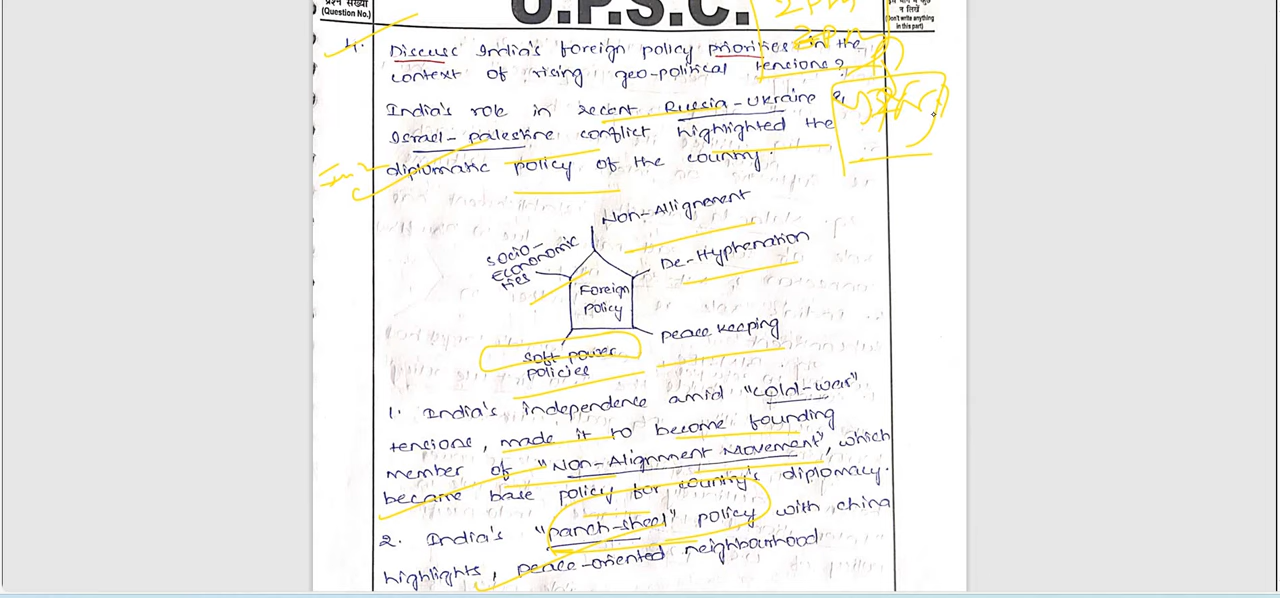 प्रश्न संख्या
(Question No.)
U.P.S.C.
न लिखें
(Don't write anything
in this part)
4. Discuss India's foreign policy priorities in the
context of rising geo-political tensions?
India's role in recent Russia-Ukraine &
Israel-palestine conflict, highlighted the
diplomatic policy of the country.
Non-Allignment
Socio-
Econonomic
ties
De-Hyphenation
Foreign
policy
peace keeping
Soft power
policies
1. India's independence amid "cold-war"
tensions, made it to become founding
member of "Non-Alignment Movement", which
became base policy for country's diplomacy.
2. India's "panch-sheel" policy with china
highlights, peace-oriented neighbourhood